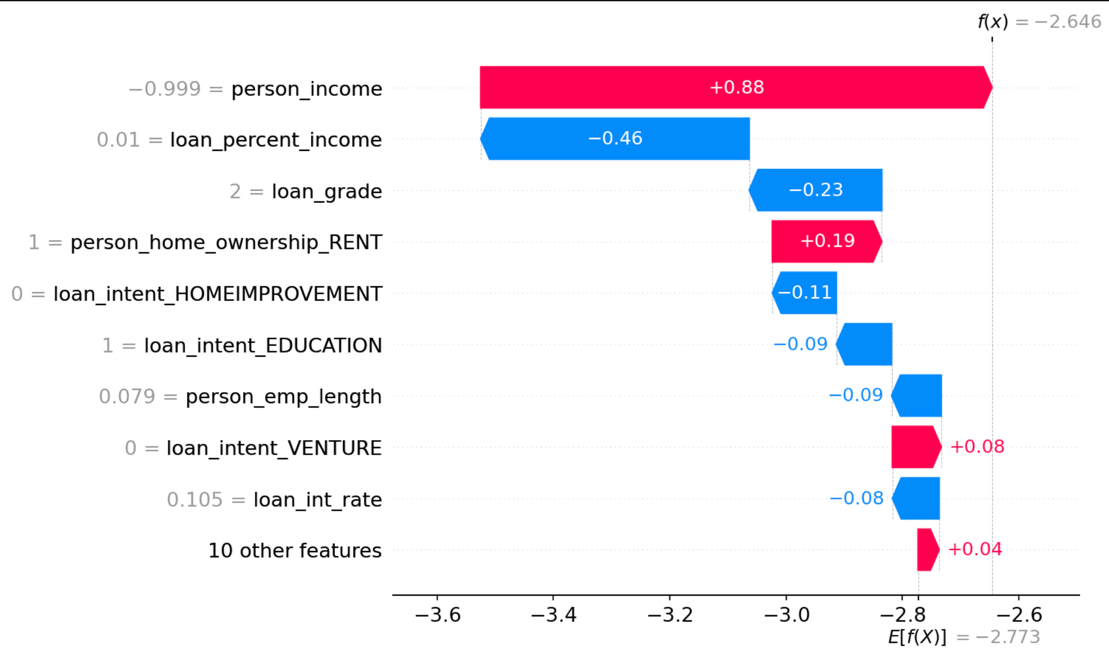 f(x) = −2.646
−0.999 = person_income +0.88
0.01 = loan_percent_income −0.46
2 = loan_grade −0.23
1 = person_home_ownership_RENT +0.19
0 = loan_intent_HOMEIMPROVEMENT −0.11
1 = loan_intent_EDUCATION −0.09
0.079 = person_emp_length −0.09
0 = loan_intent_VENTURE +0.08
0.105 = loan_int_rate −0.08
10 other features +0.04
−3.6 −3.4 −3.2 −3.0 −2.8 −2.6
E[f(X)] = −2.773